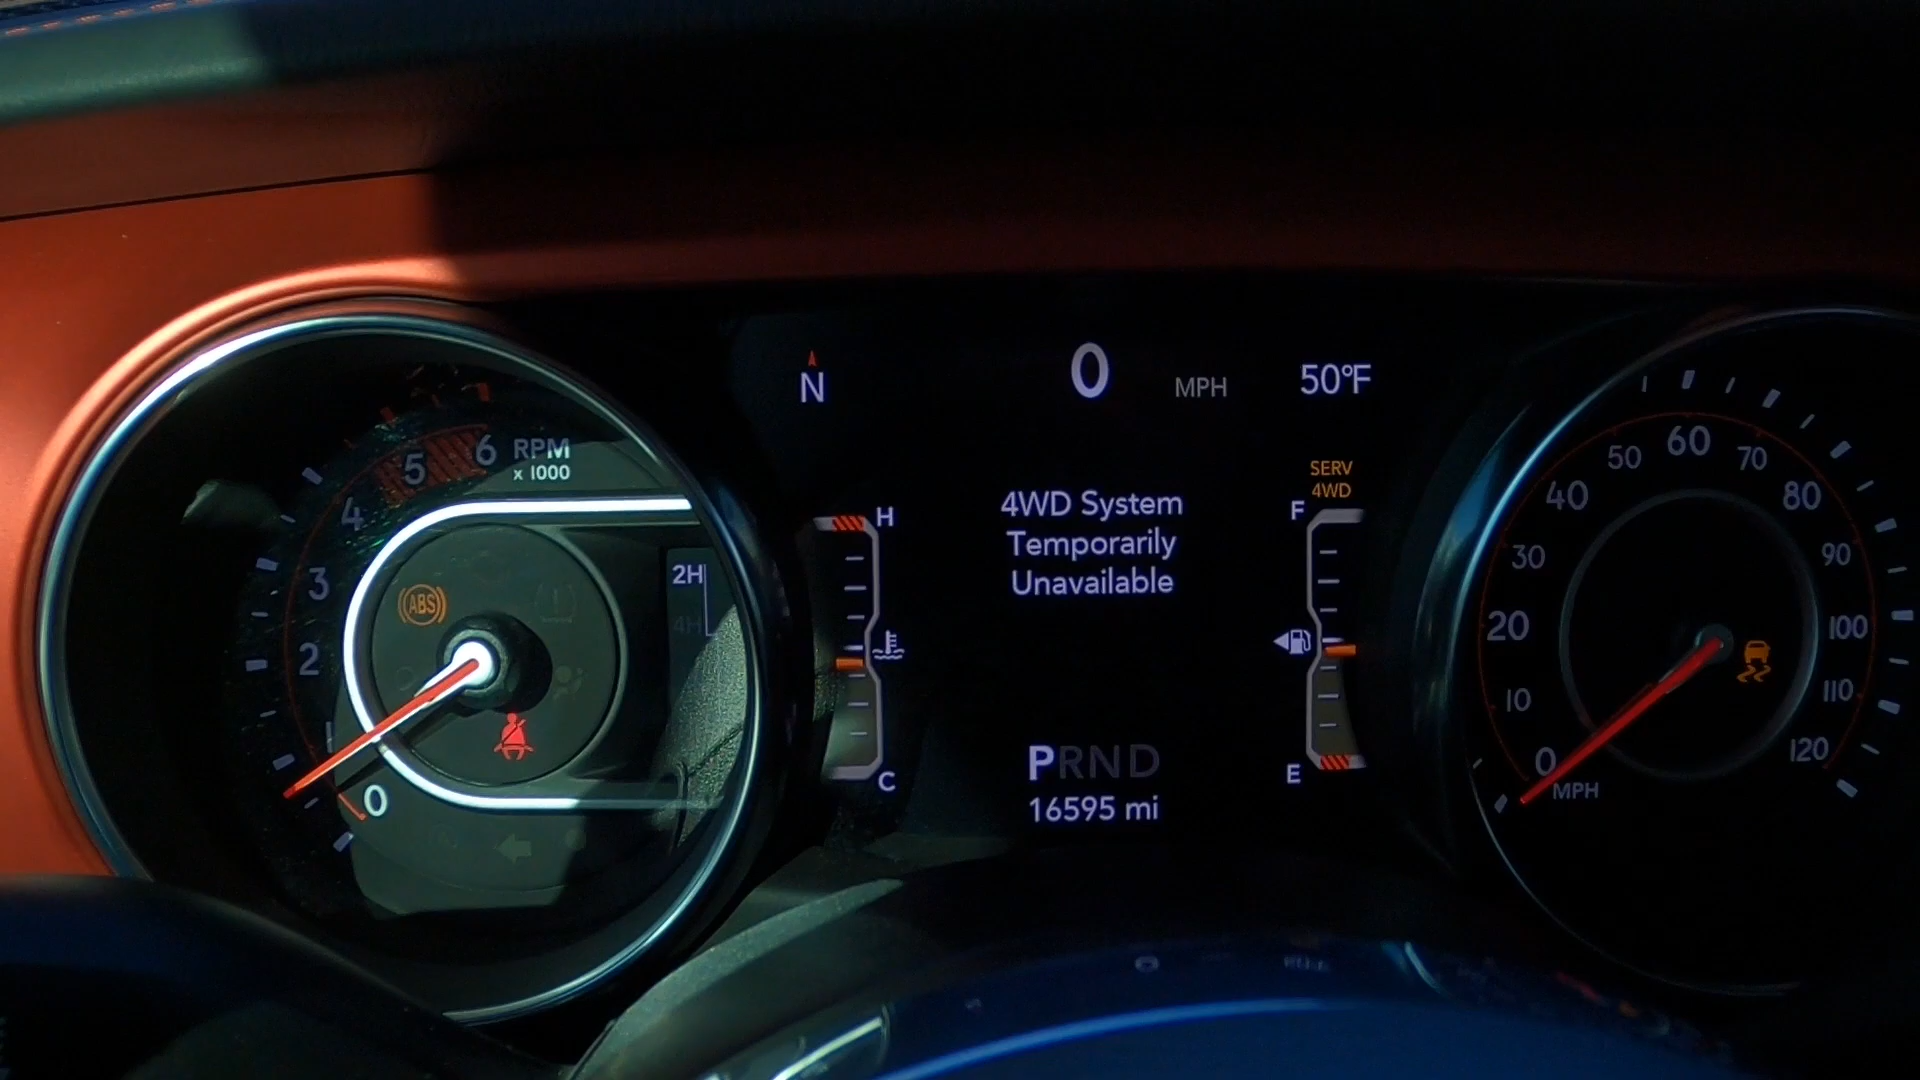 N
0 MPH
50°F
SERV
4WD
4WD System
Temporarily
Unavailable
H
C
F
E
PRND
16595 mi
RPM
x 1000
0
1
2
3
4
5
6
ABS
2H
4H
0
10
20
30
40
50
60
70
80
90
100
110
120
MPH